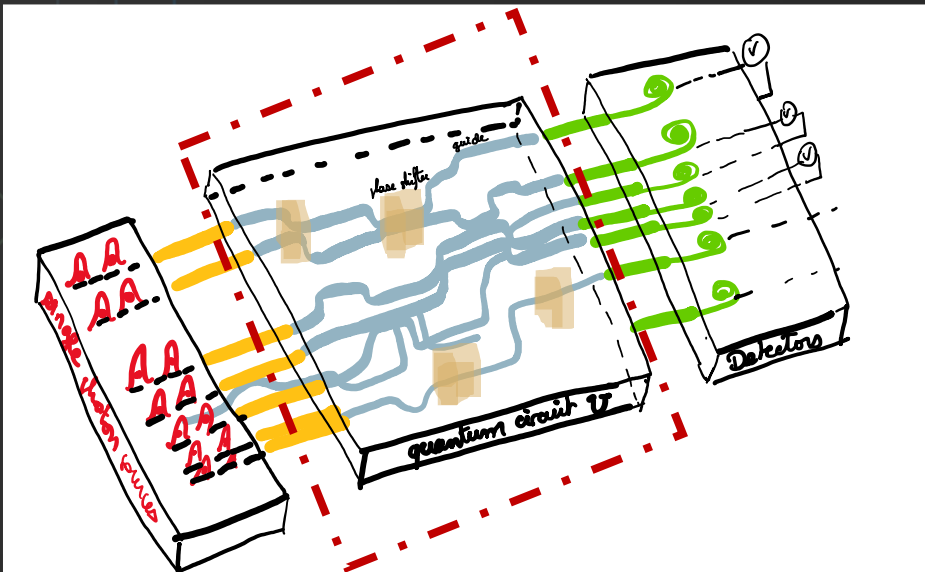 guide
phase shifter
single photon sources
quantum circuit U
Detectors